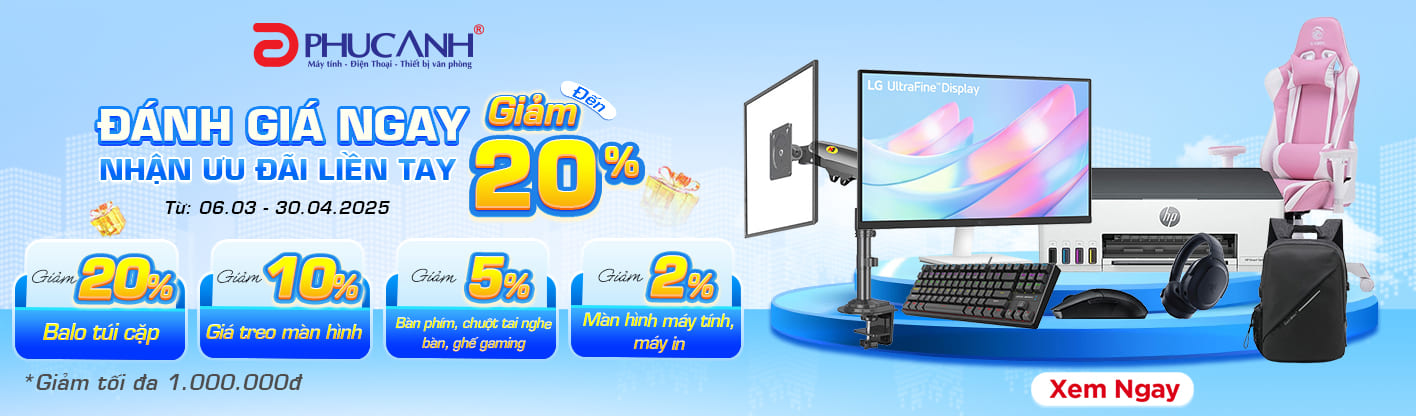 PHUCANH®
Máy tính - Điện Thoại - Thiết bị văn phòng
ĐÁNH GIÁ NGAY
NHẬN ƯU ĐÃI LIỀN TAY
Giảm Đến
20%
Từ: 06.03 - 30.04.2025
Giảm 20%
Balo túi cặp
Giảm 10%
Giá treo màn hình
Giảm 5%
Bàn phím, chuột tai nghe
bàn, ghế gaming
Giảm 2%
Màn hình máy tính,
máy in
*Giảm tối đa 1.000.000đ
LG UltraFine™ Display
hp
Xem Ngay